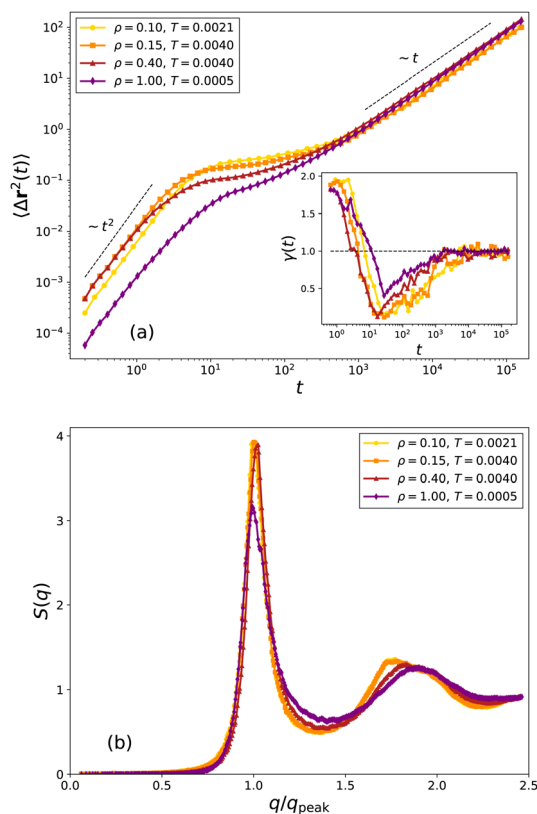 ρ = 0.10, T = 0.0021
ρ = 0.15, T = 0.0040
ρ = 0.40, T = 0.0040
ρ = 1.00, T = 0.0005
10²
10¹
10⁰
10⁻¹
10⁻²
10⁻³
10⁻⁴
⟨Δr²(t)⟩
~ t
~ t²
(a)
2.0
1.5
1.0
0.5
γ(t)
10⁰ 10¹ 10² 10³ 10⁴ 10⁵
t
10⁰ 10¹ 10² 10³ 10⁴ 10⁵
t
ρ = 0.10, T = 0.0021
ρ = 0.15, T = 0.0040
ρ = 0.40, T = 0.0040
ρ = 1.00, T = 0.0005
4
3
2
1
0
S(q)
(b)
0.0 0.5 1.0 1.5 2.0 2.5
q/q_peak